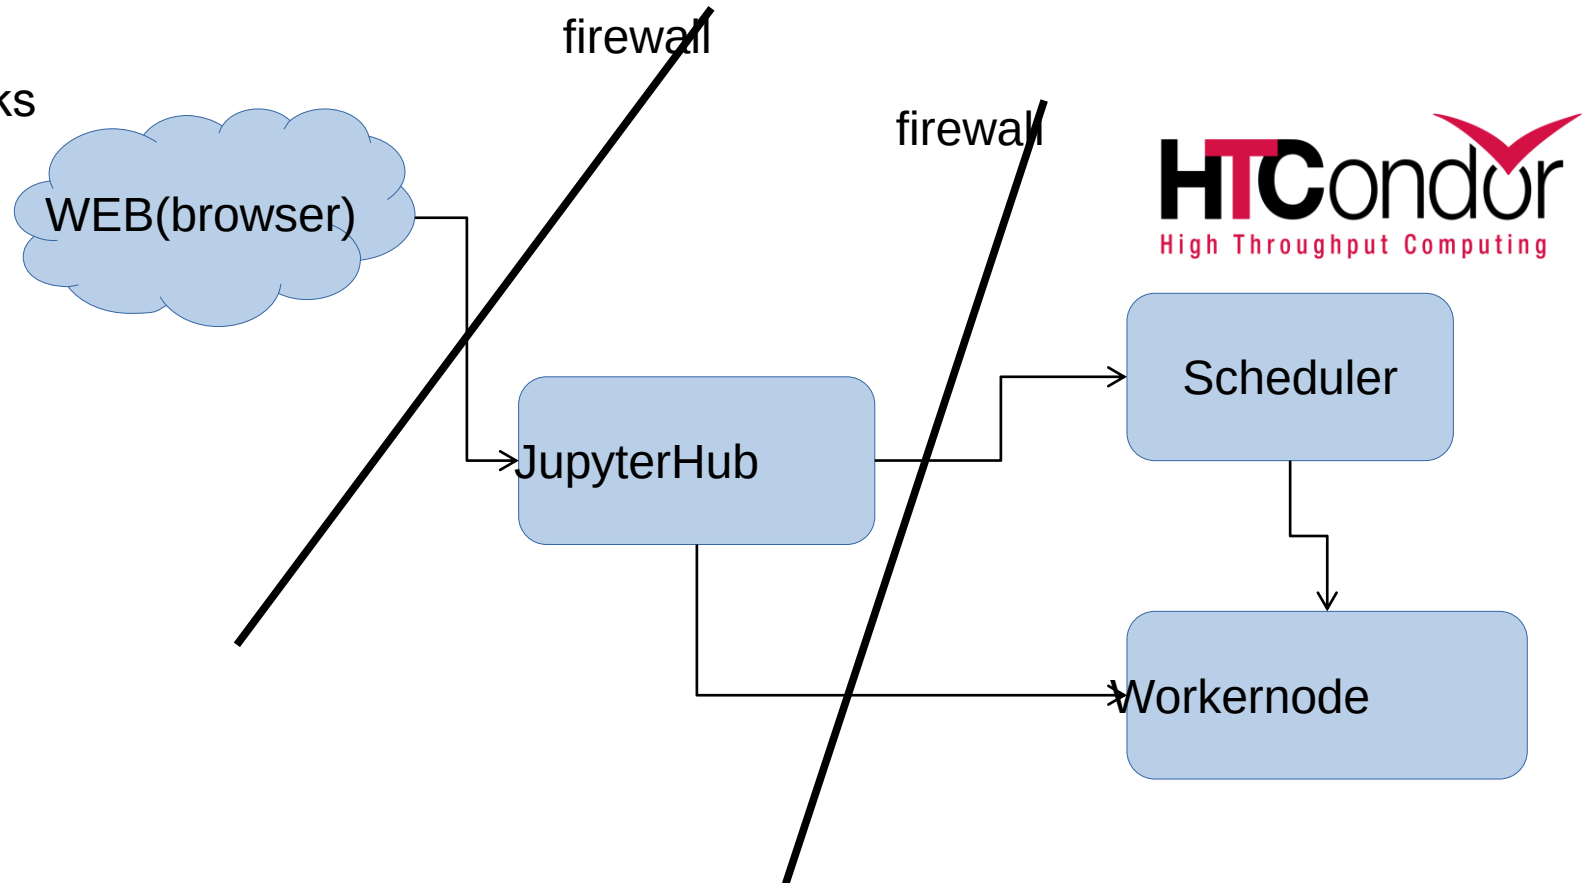 firewall
ks
firewall
HTCondor
High Throughput Computing
WEB(browser)
Scheduler
JupyterHub
Workernode